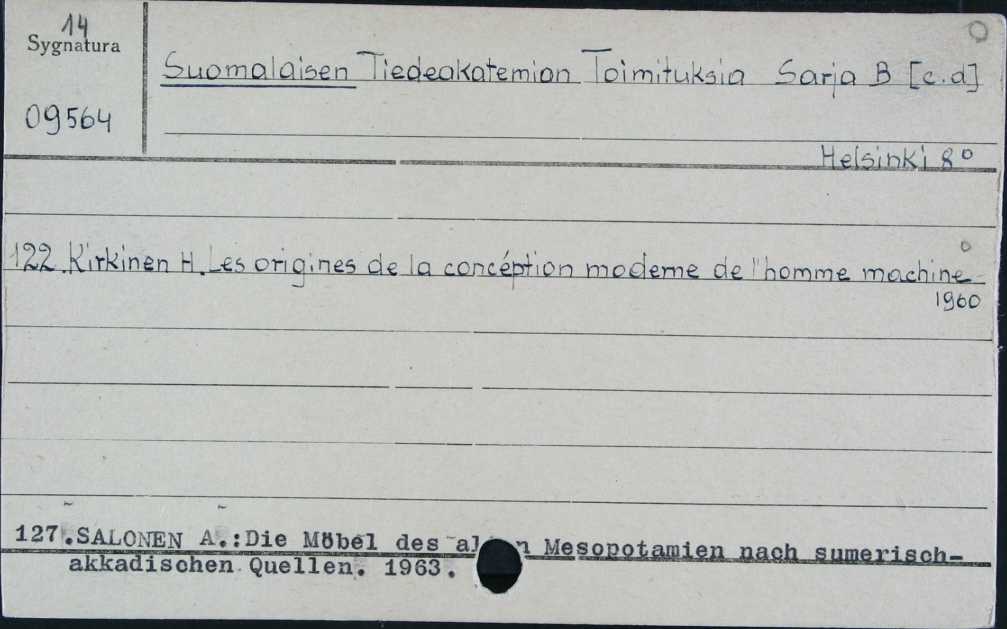 14
Sygnatura
09564
Suomalaisen Tiedeakatemian Toimituksia Sarja B [c.d]
Helsinki 8°
122. Kirkinen H. Les origines de la concéption moderne de l'homme machine
1960
127.SALONEN A.:Die Möbel des Mesopotamien nach sumerisch-
akkadischen Quellen. 1963.